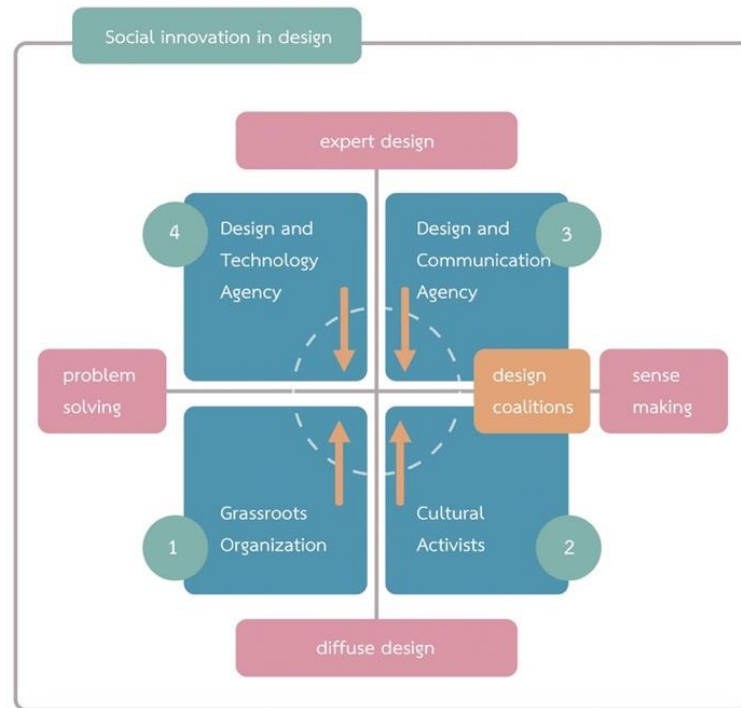 Social innovation in design
expert design
4
Design and
Technology
Agency
Design and
Communication
Agency
3
problem
solving
design
coalitions
sense
making
1
Grassroots
Organization
Cultural
Activists
2
diffuse design